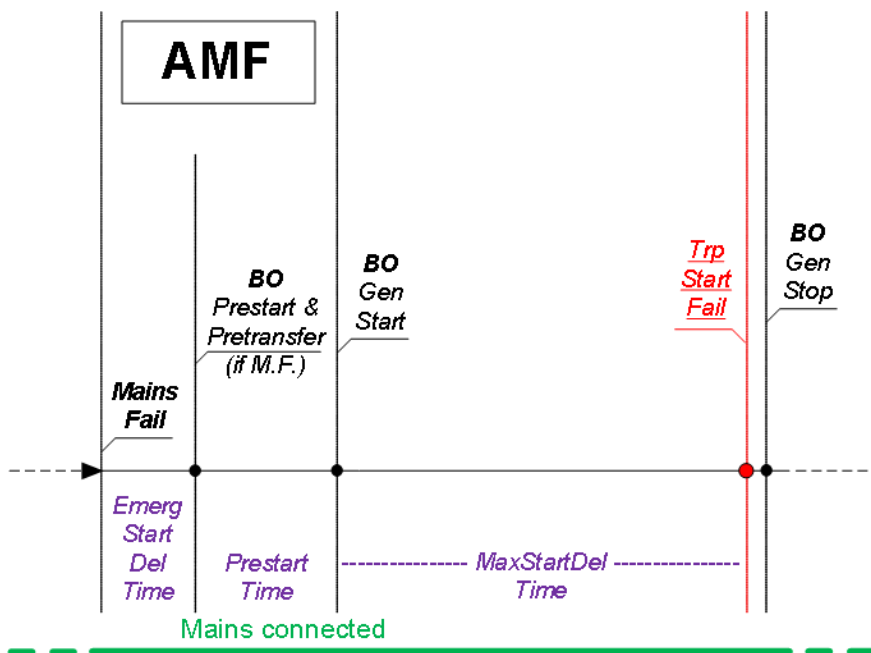 AMF
Mains
Fail
BO
Prestart &
Pretransfer
(if M.F.)
BO
Gen
Start
Trp
Start
Fail
BO
Gen
Stop
Emerg
Start
Del
Time
Prestart
Time
---------------- MaxStartDel ----------------
Time
Mains connected